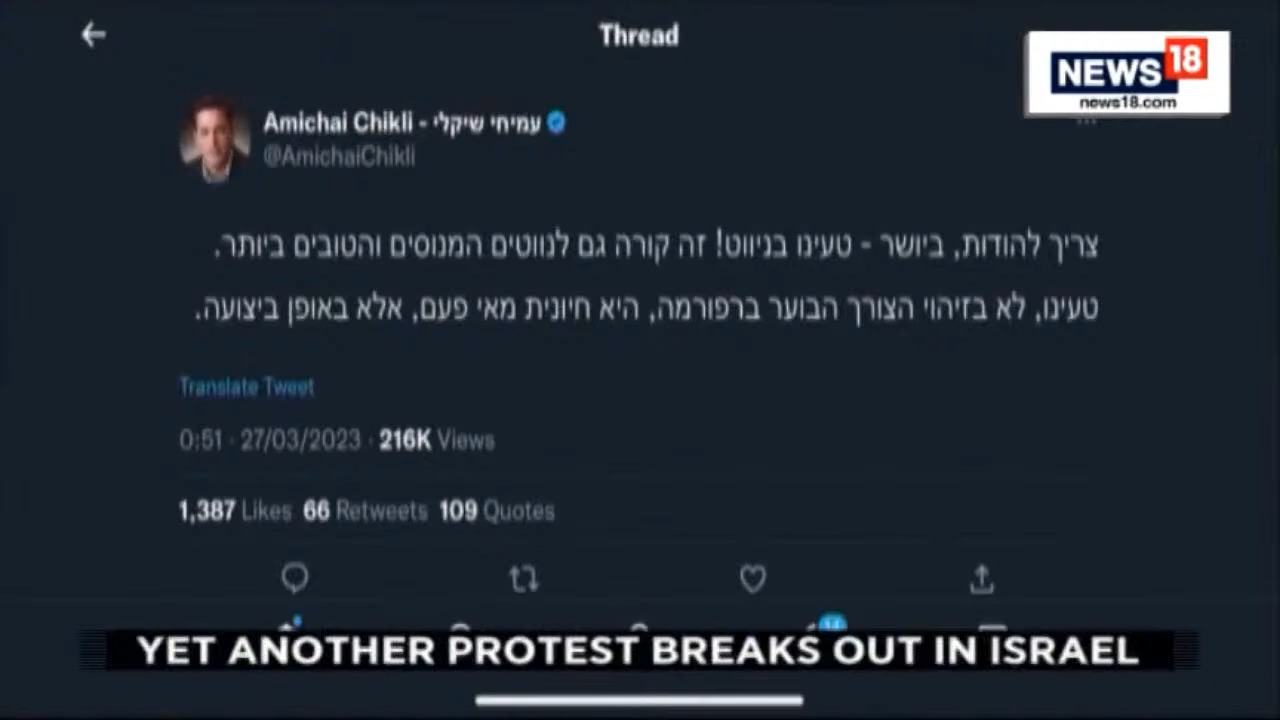 Thread
NEWS 18
news18.com
Amichai Chikli - עמיחי שיקלי
@AmichaiChikli
צריך להודות, ביושר - טעינו בניווט! זה קורה גם לנווטים המנוסים והטובים ביותר.
טעינו, לא בזיהוי הצורך הבוער ברפורמה, היא חיונית מאי פעם, אלא באופן ביצועה.
Translate Tweet
0:51 · 27/03/2023 · 216K Views
1,387 Likes 66 Retweets 109 Quotes
YET ANOTHER PROTEST BREAKS OUT IN ISRAEL